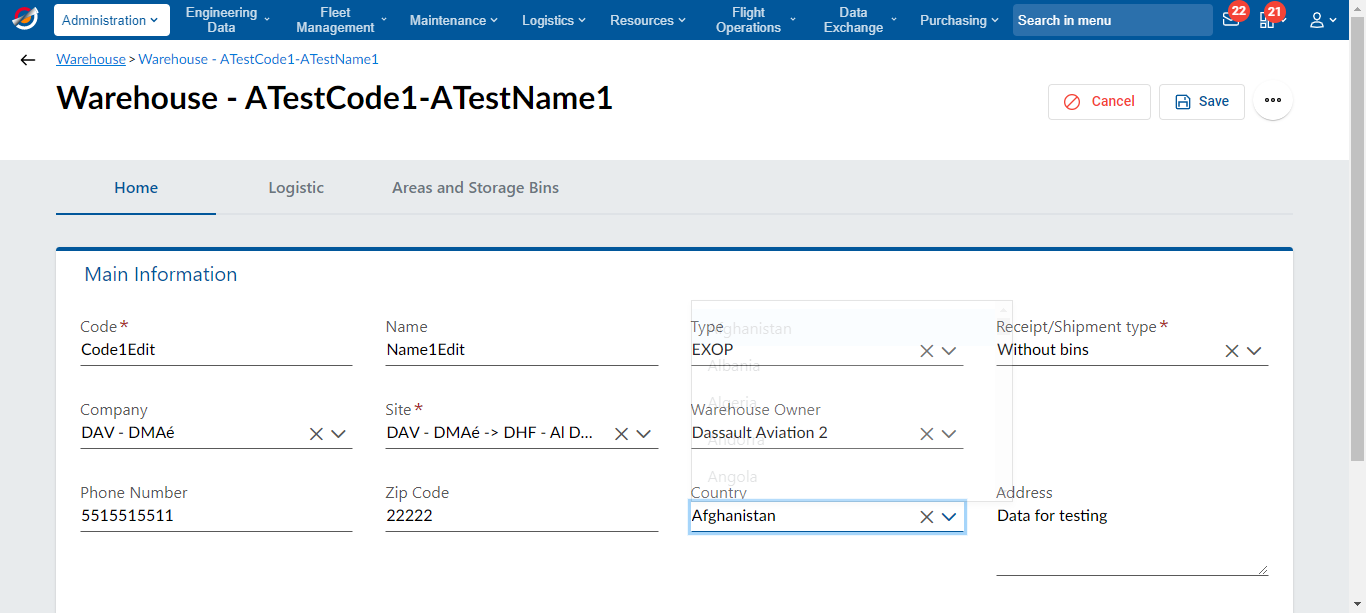 Administration
Engineering Data
Fleet Management
Maintenance
Logistics
Resources
Flight Operations
Data Exchange
Purchasing
Search in menu
22
21
Warehouse > Warehouse - ATestCode1-ATestName1
Warehouse - ATestCode1-ATestName1
Cancel
Save
Home
Logistic
Areas and Storage Bins
Main Information
Code*
Code1Edit
Name
Name1Edit
Type
EXOP
Receipt/Shipment type*
Without bins
Company
DAV - DMAé
Site*
DAV - DMAé -> DHF - Al D...
Warehouse Owner
Dassault Aviation 2
Phone Number
5515515511
Zip Code
22222
Country
Afghanistan
Address
Data for testing
Afghanistan
Albania
Algeria
Andorra
Angola